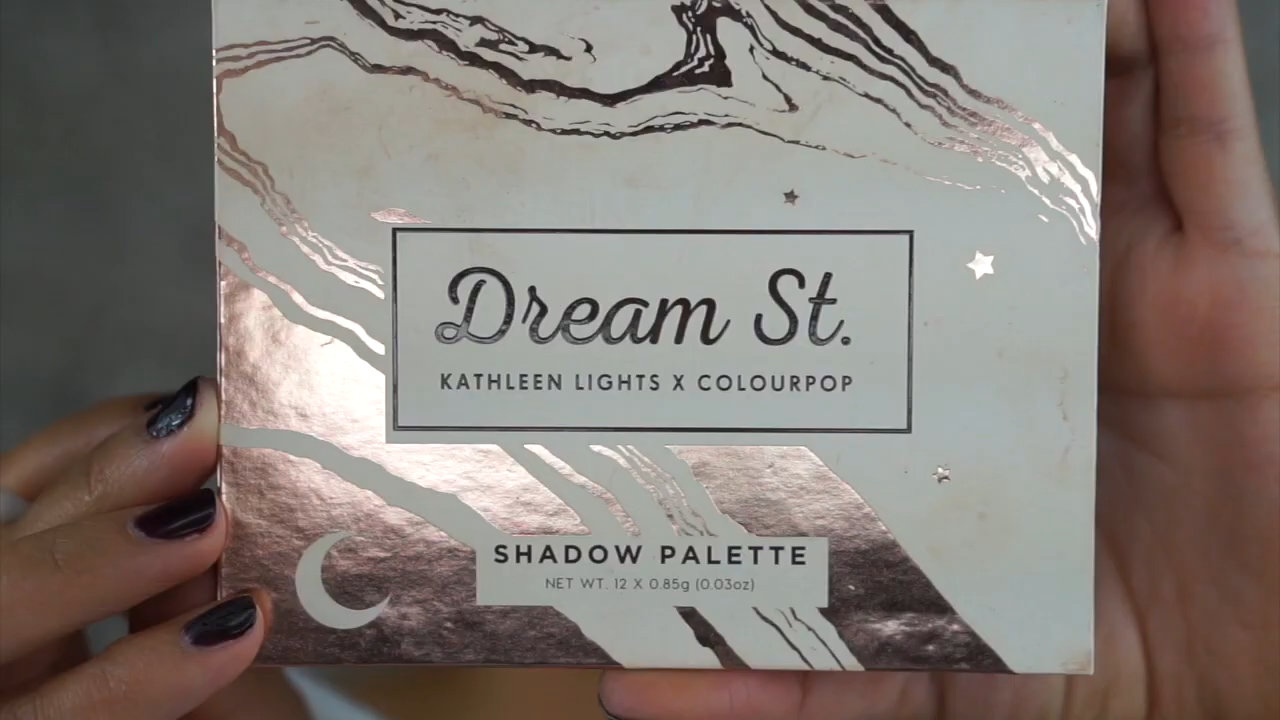 Dream St.
KATHLEEN LIGHTS X COLOURPOP
SHADOW PALETTE
NET WT. 12 X 0.85g (0.03oz)